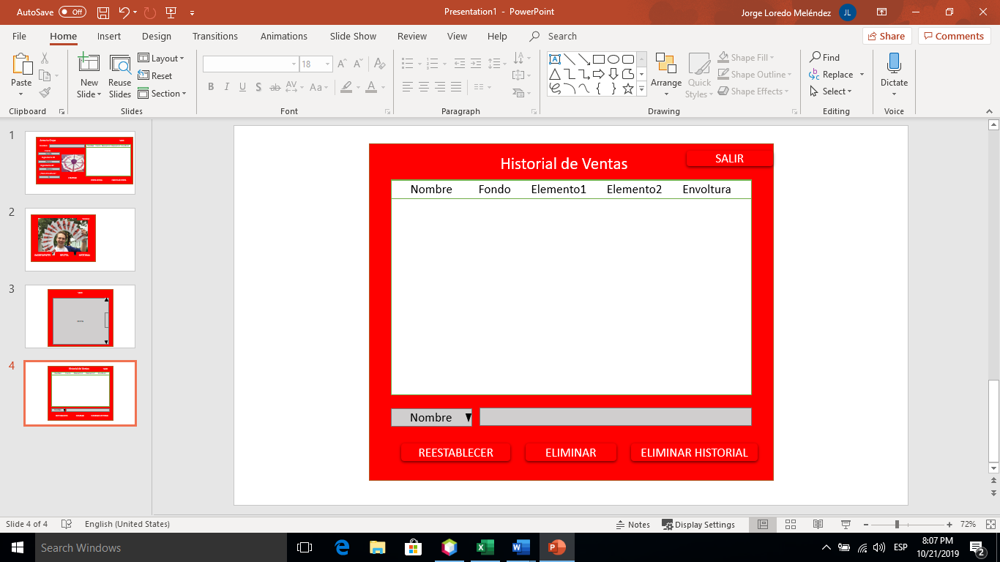 AutoSave Off Presentation1 - PowerPoint Jorge Loredo Meléndez JL
File Home Insert Design Transitions Animations Slide Show Review View Help Search Share Comments
Paste
New Slide
Reuse Slides
Layout
Reset
Section
18
B I U S ab AV Aa A
Arrange
Quick Styles
Shape Fill
Shape Outline
Shape Effects
Find
Replace
Select
Dictate
Clipboard Slides Font Paragraph Drawing Editing Voice
1
2
3
4
Historial de Ventas
SALIR
Nombre Fondo Elemento1 Elemento2 Envoltura
Nombre
REESTABLECER ELIMINAR ELIMINAR HISTORIAL
Slide 4 of 4 English (United States) Notes Display Settings 72%
Search Windows
ESP
8:07 PM
10/21/2019
2